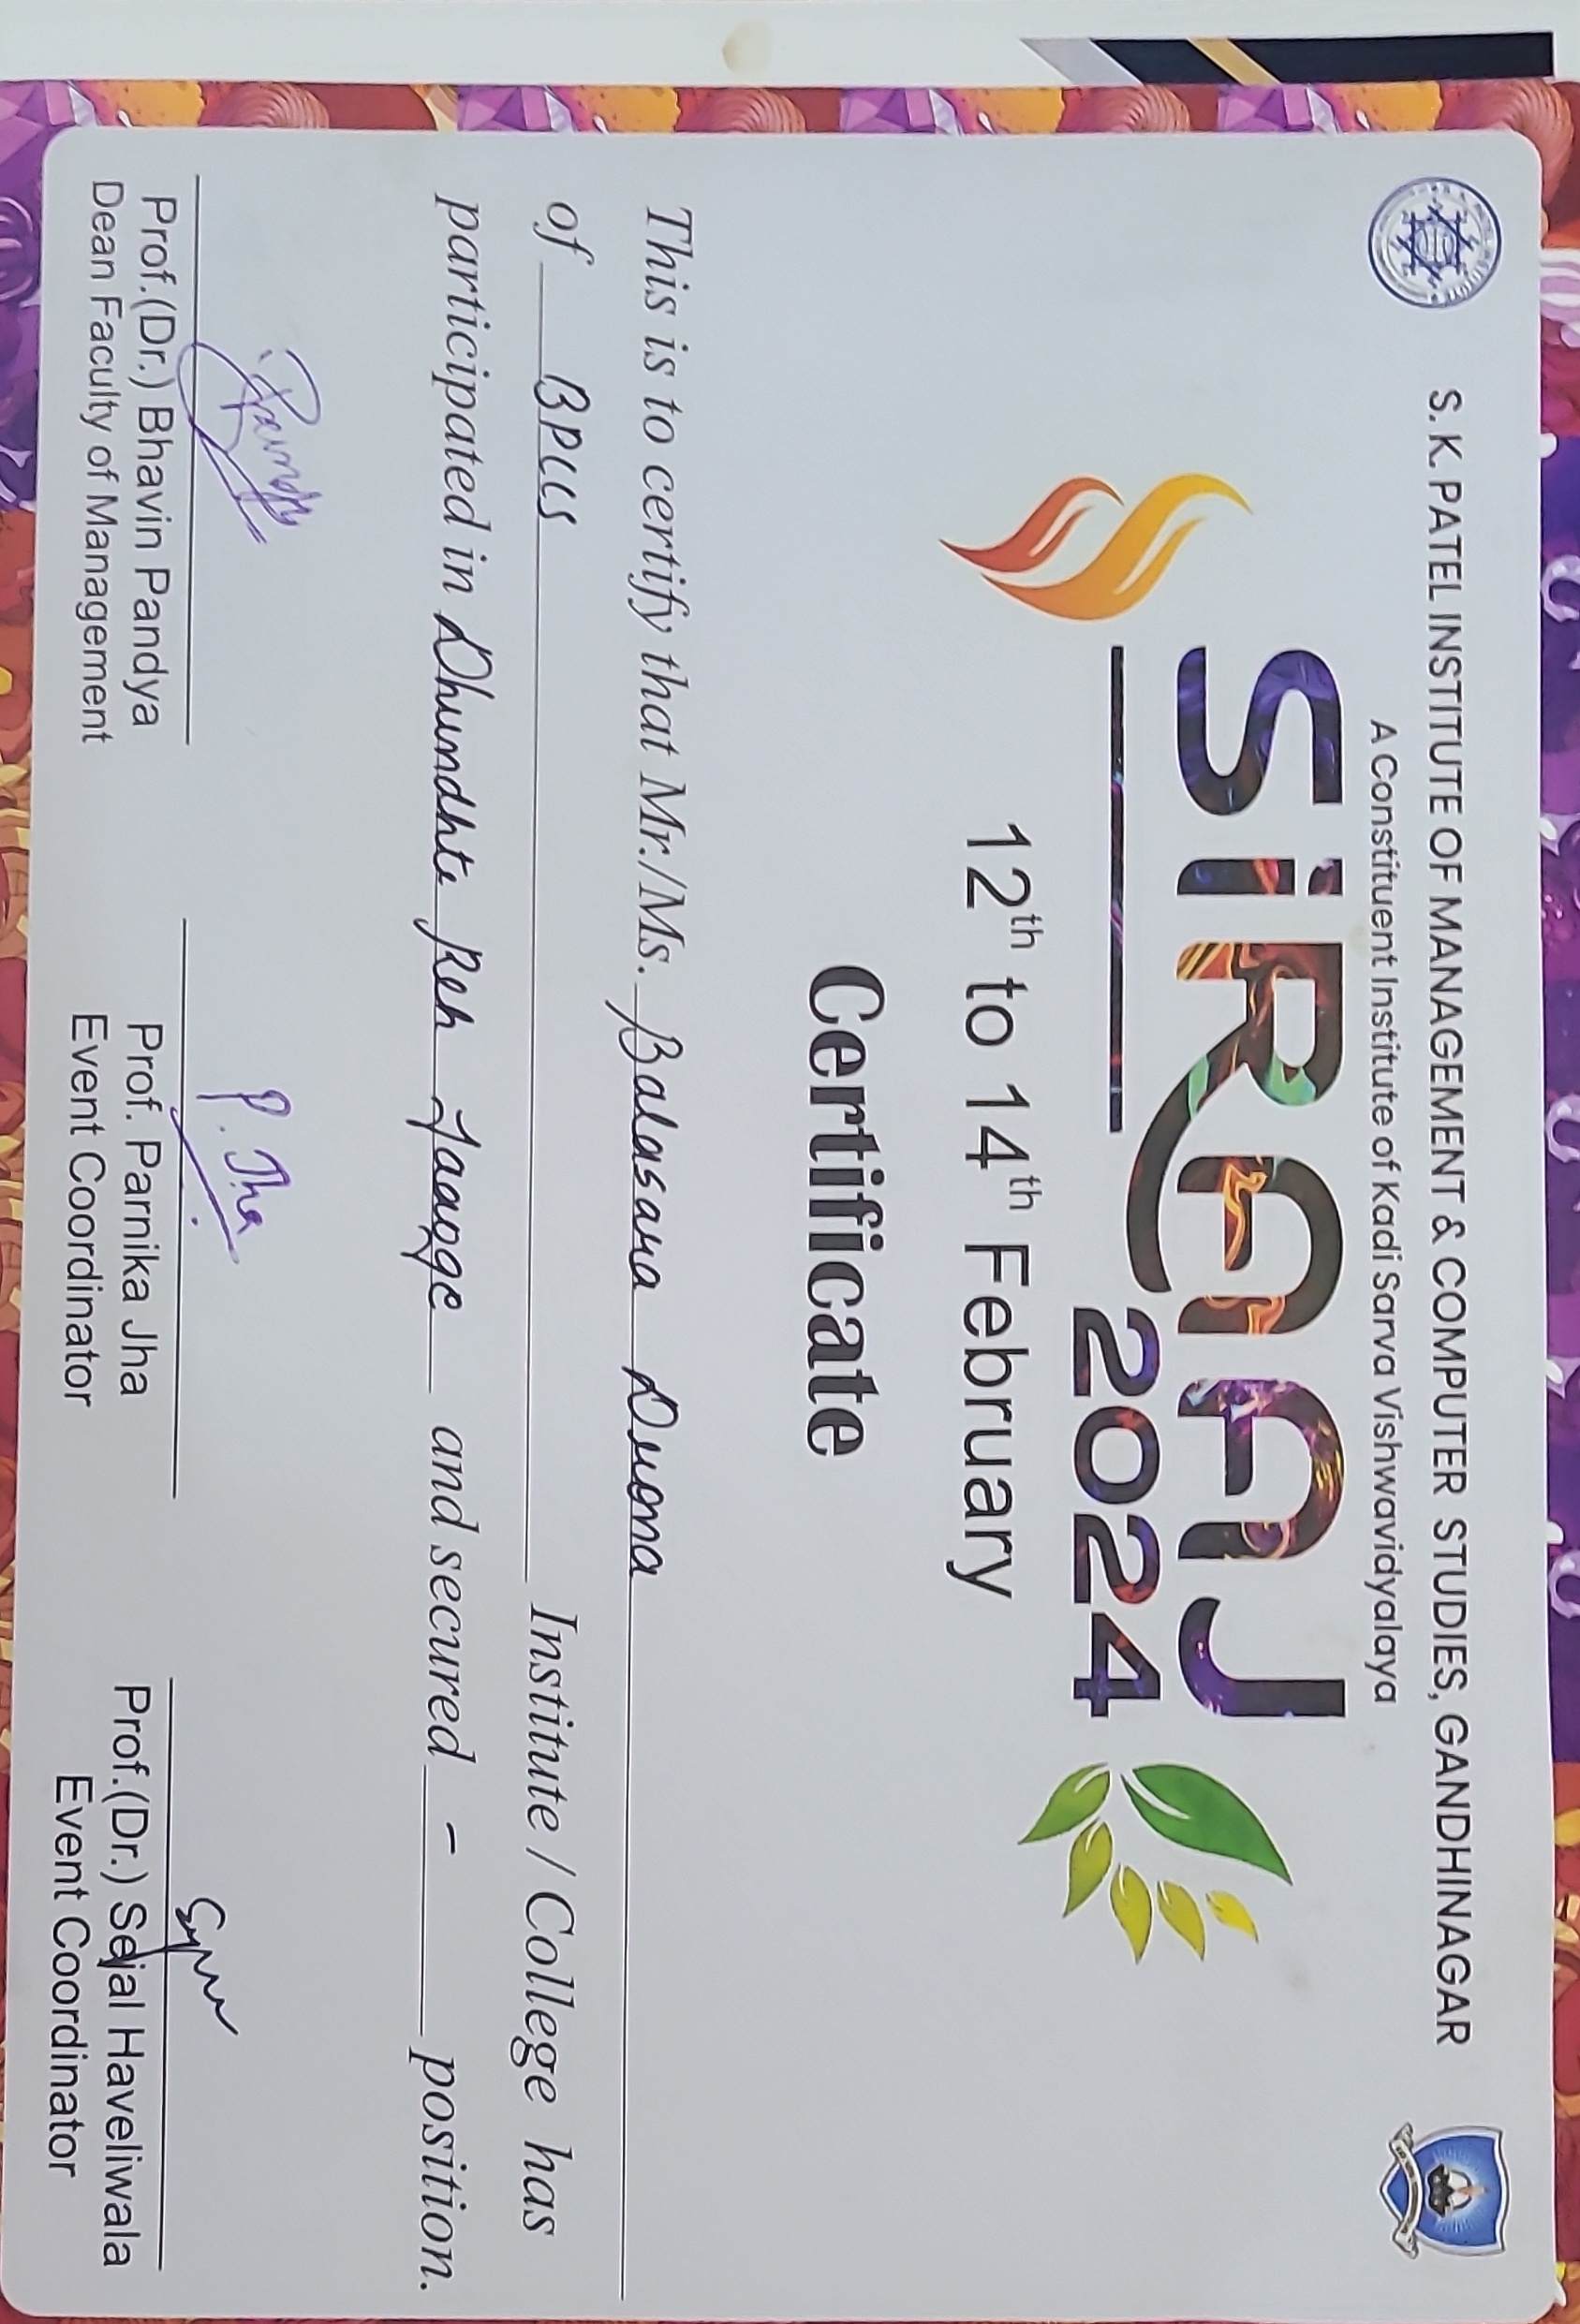 S. K. PATEL INSTITUTE OF MANAGEMENT & COMPUTER STUDIES, GANDHINAGAR
A Constituent Institute of Kadi Sarva Vishwavidyalaya
SiRAAJ
2024
12th to 14th February
Certificate
This is to certify that Mr./Ms. Balasara
of BPCCS Institute / College has
participated in Dhundhte Reh Jaaoge and secured - position.
P. Jha
Prof.(Dr.) Bhavin Pandya Prof. Parnika Jha Prof.(Dr.) Sejal Haveliwala
Dean Faculty of Management Event Coordinator Event Coordinator